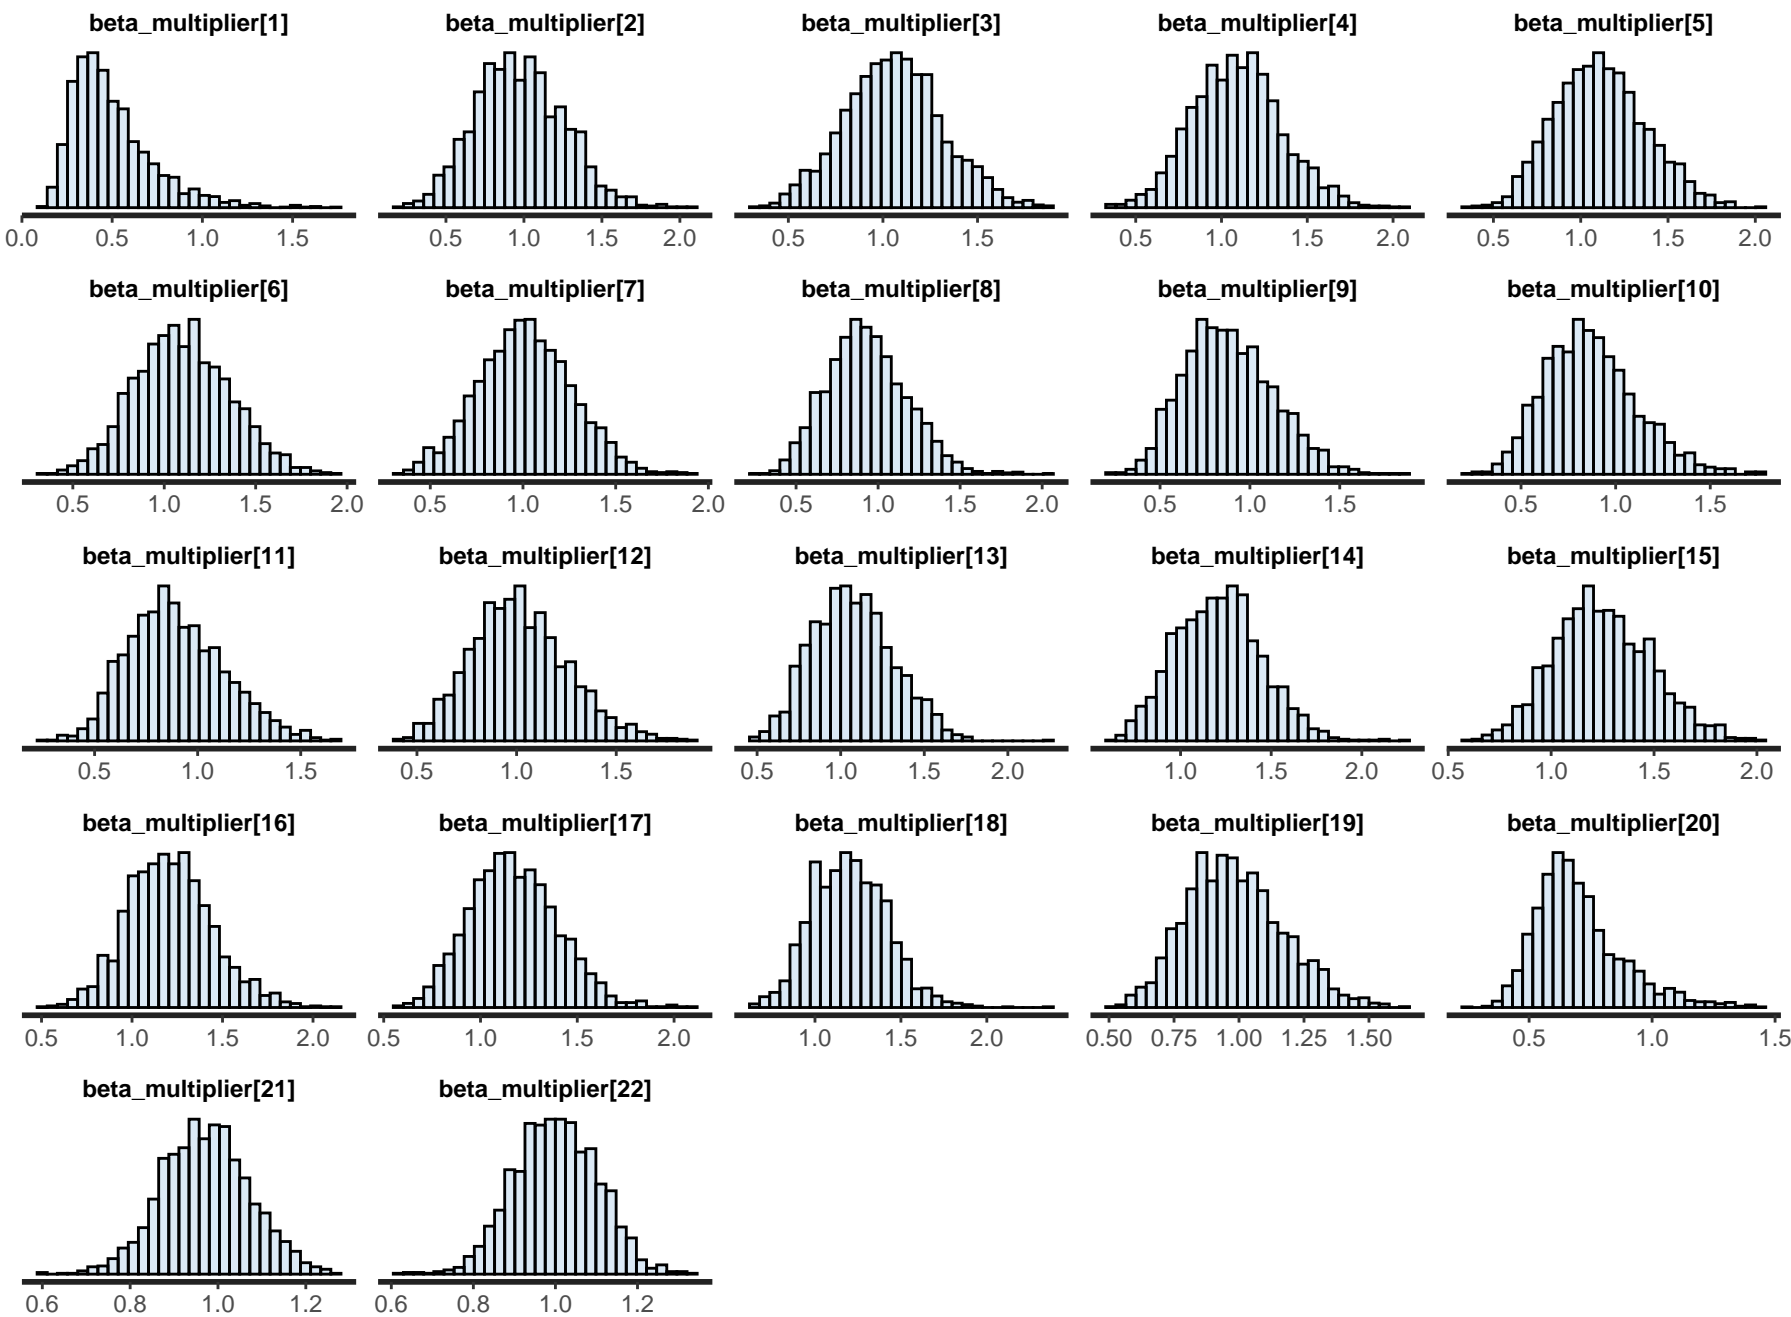 beta_multiplier[1] beta_multiplier[2] beta_multiplier[3] beta_multiplier[4] beta_multiplier[5]
0.0 0.5 1.0 1.5 0.5 1.0 1.5 2.0 0.5 1.0 1.5 0.5 1.0 1.5 2.0 0.5 1.0 1.5 2.0
beta_multiplier[6] beta_multiplier[7] beta_multiplier[8] beta_multiplier[9] beta_multiplier[10]
0.5 1.0 1.5 2.0 0.5 1.0 1.5 2.0 0.5 1.0 1.5 2.0 0.5 1.0 1.5 0.5 1.0 1.5
beta_multiplier[11] beta_multiplier[12] beta_multiplier[13] beta_multiplier[14] beta_multiplier[15]
0.5 1.0 1.5 0.5 1.0 1.5 0.5 1.0 1.5 2.0 1.0 1.5 2.0 0.5 1.0 1.5 2.0
beta_multiplier[16] beta_multiplier[17] beta_multiplier[18] beta_multiplier[19] beta_multiplier[20]
0.5 1.0 1.5 2.0 0.5 1.0 1.5 2.0 1.0 1.5 2.0 0.50 0.75 1.00 1.25 1.50 0.5 1.0 1.5
beta_multiplier[21] beta_multiplier[22]
0.6 0.8 1.0 1.2 0.6 0.8 1.0 1.2